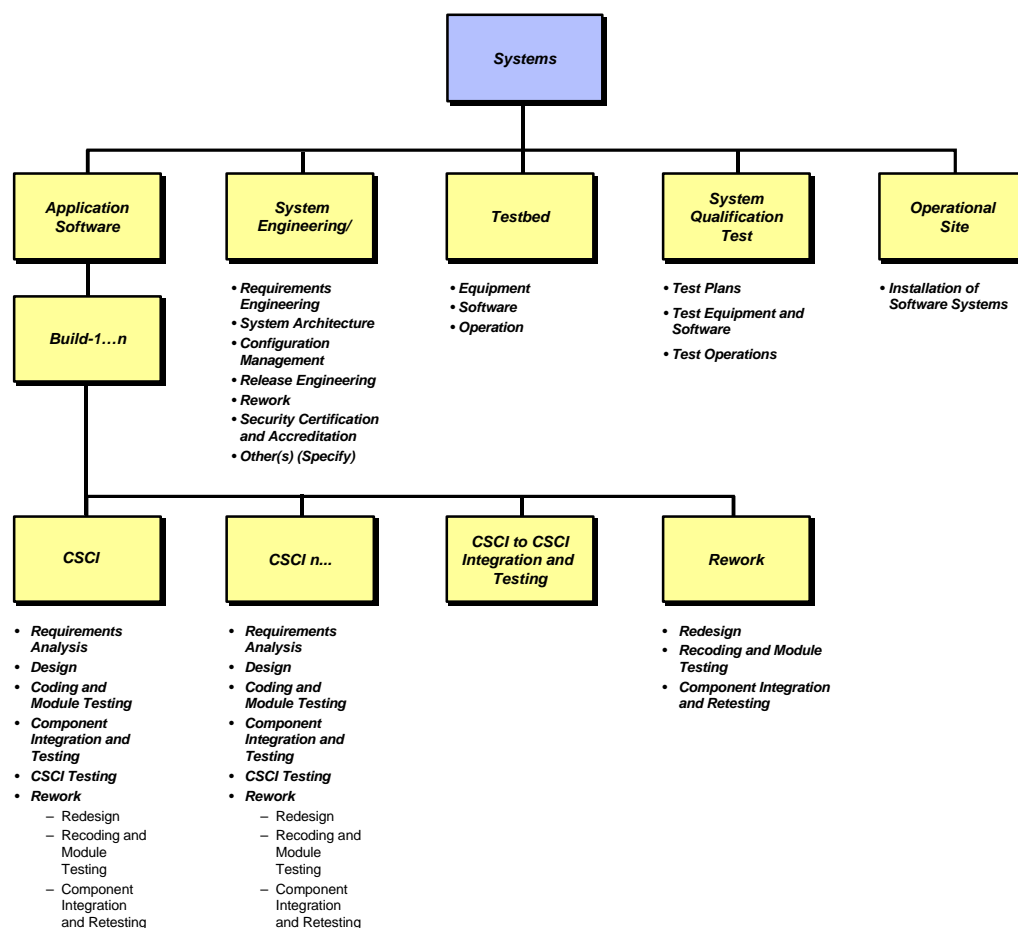 Systems
Application
Software
System
Engineering/
Testbed
System
Qualification
Test
Operational
Site
Build-1…n
• Requirements
Engineering
• System Architecture
• Configuration
Management
• Release Engineering
• Rework
• Security Certification
and Accreditation
• Other(s) (Specify)
• Equipment
• Software
• Operation
• Test Plans
• Test Equipment and
Software
• Test Operations
• Installation of
Software Systems
CSCI
CSCI n...
CSCI to CSCI
Integration and
Testing
Rework
• Requirements
Analysis
• Design
• Coding and
Module Testing
• Component
Integration and
Testing
• CSCI Testing
• Rework
– Redesign
– Recoding and
Module
Testing
– Component
Integration
and Retesting
• Requirements
Analysis
• Design
• Coding and
Module Testing
• Component
Integration and
Testing
• CSCI Testing
• Rework
– Redesign
– Recoding and
Module
Testing
– Component
Integration
and Retesting
• Redesign
• Recoding and Module
Testing
• Component Integration
and Retesting